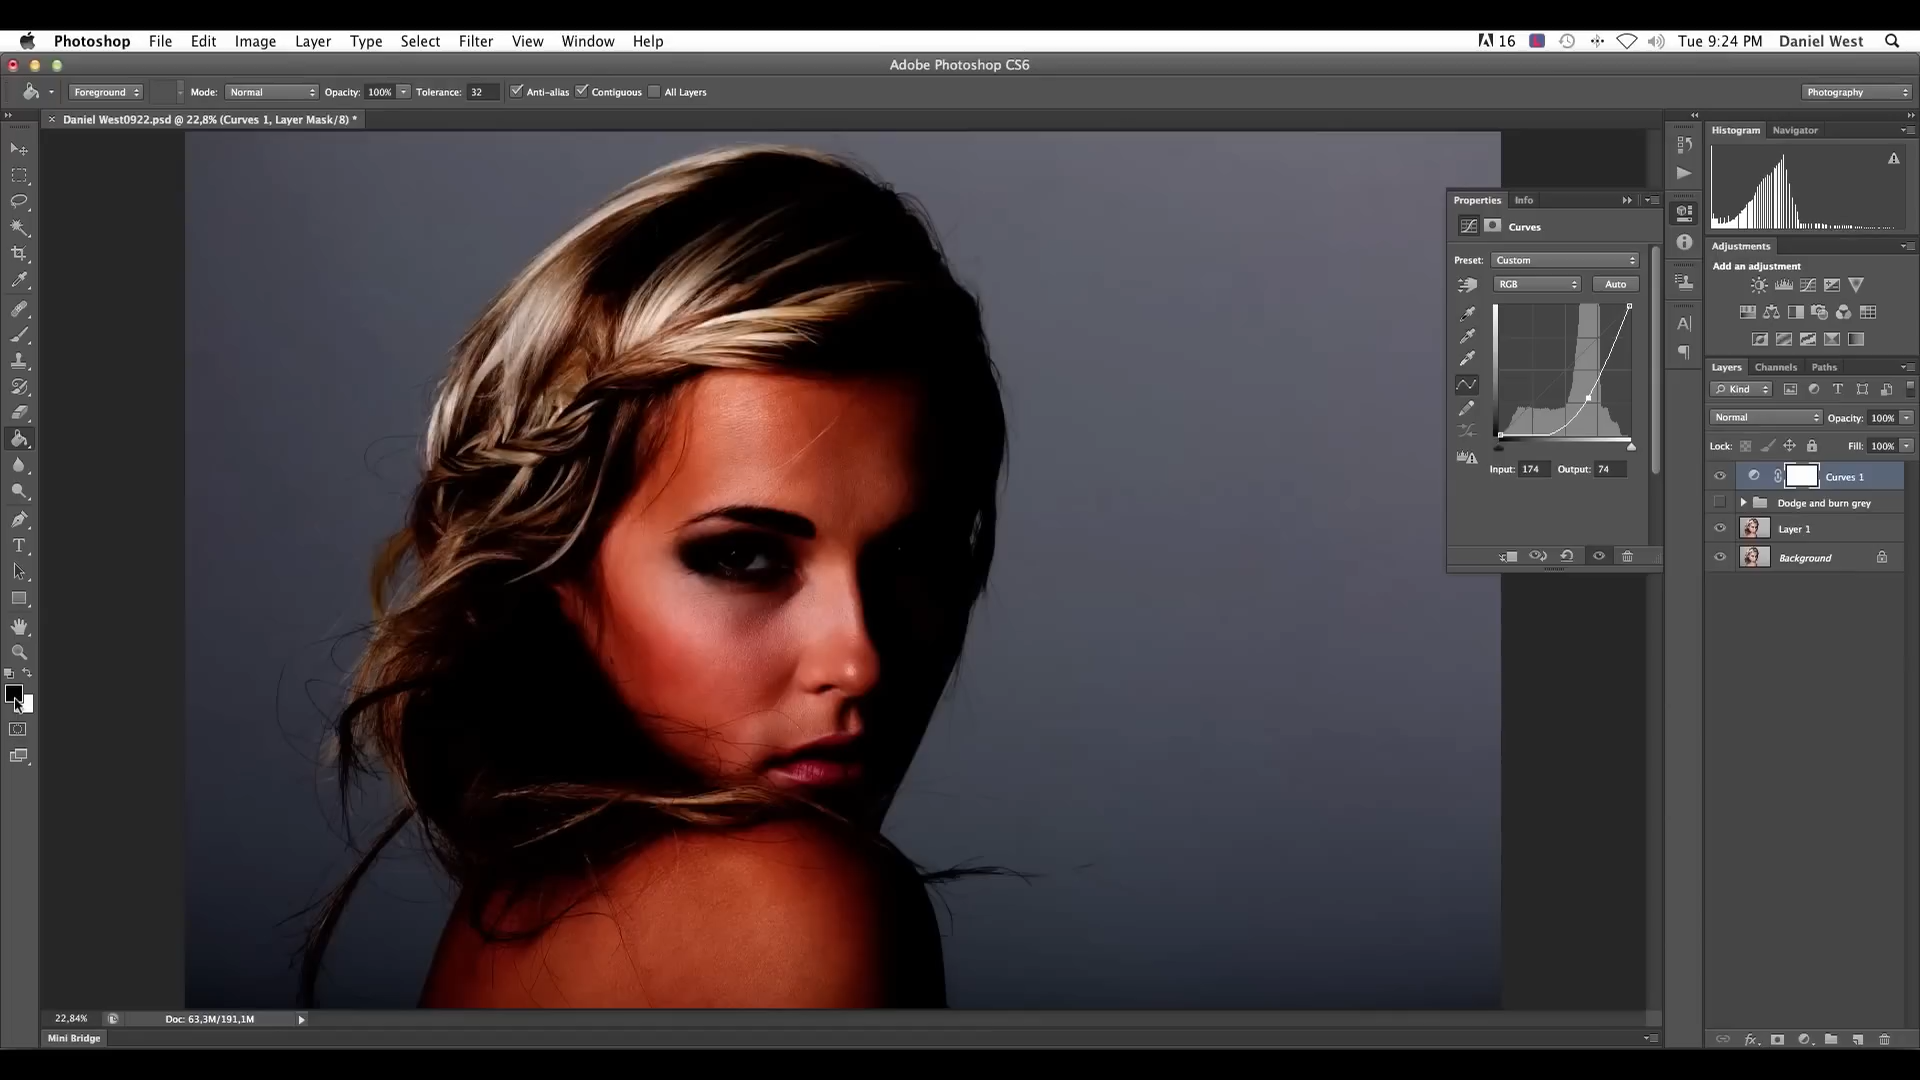 Photoshop File Edit Image Layer Type Select Filter View Window Help 16 Tue 9:24 PM Daniel West
Adobe Photoshop CS6
Foreground Mode: Normal Opacity: 100% Tolerance: 32 Anti-alias Contiguous All Layers Photography
Daniel West0922.psd @ 22,8% (Curves 1, Layer Mask/8) *
Histogram Navigator
Properties Info
Curves
Preset: Custom
RGB Auto
Input: 174 Output: 74
Adjustments
Add an adjustment
Layers Channels Paths
Kind
Normal Opacity: 100%
Lock: Fill: 100%
Curves 1
Dodge and burn grey
Layer 1
Background
22,84% Doc: 63,3M/191,1M
Mini Bridge